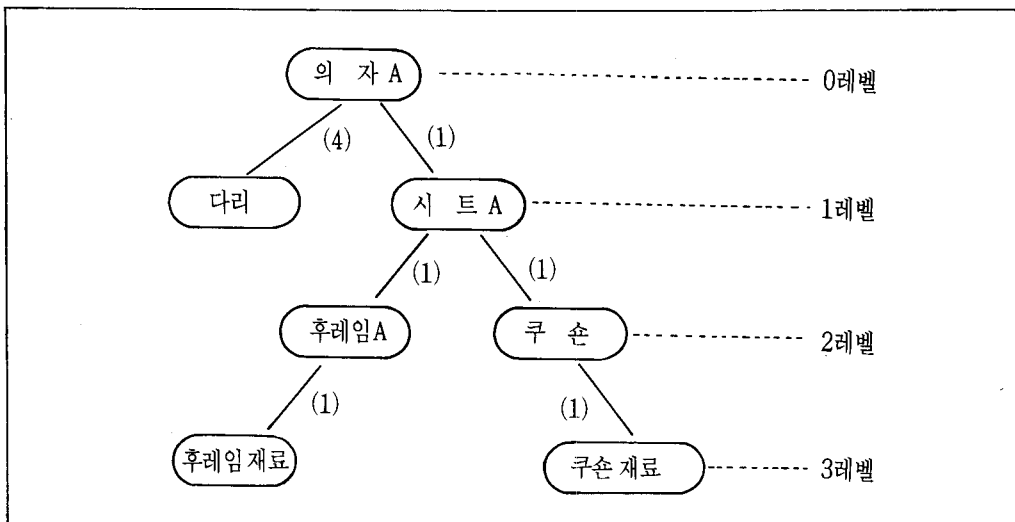 의 자 A 0레벨
(4) (1)
다리 시 트 A 1레벨
(1) (1)
후레임A 쿠 숀 2레벨
(1) (1)
후레임 재료 쿠숀 재료 3레벨